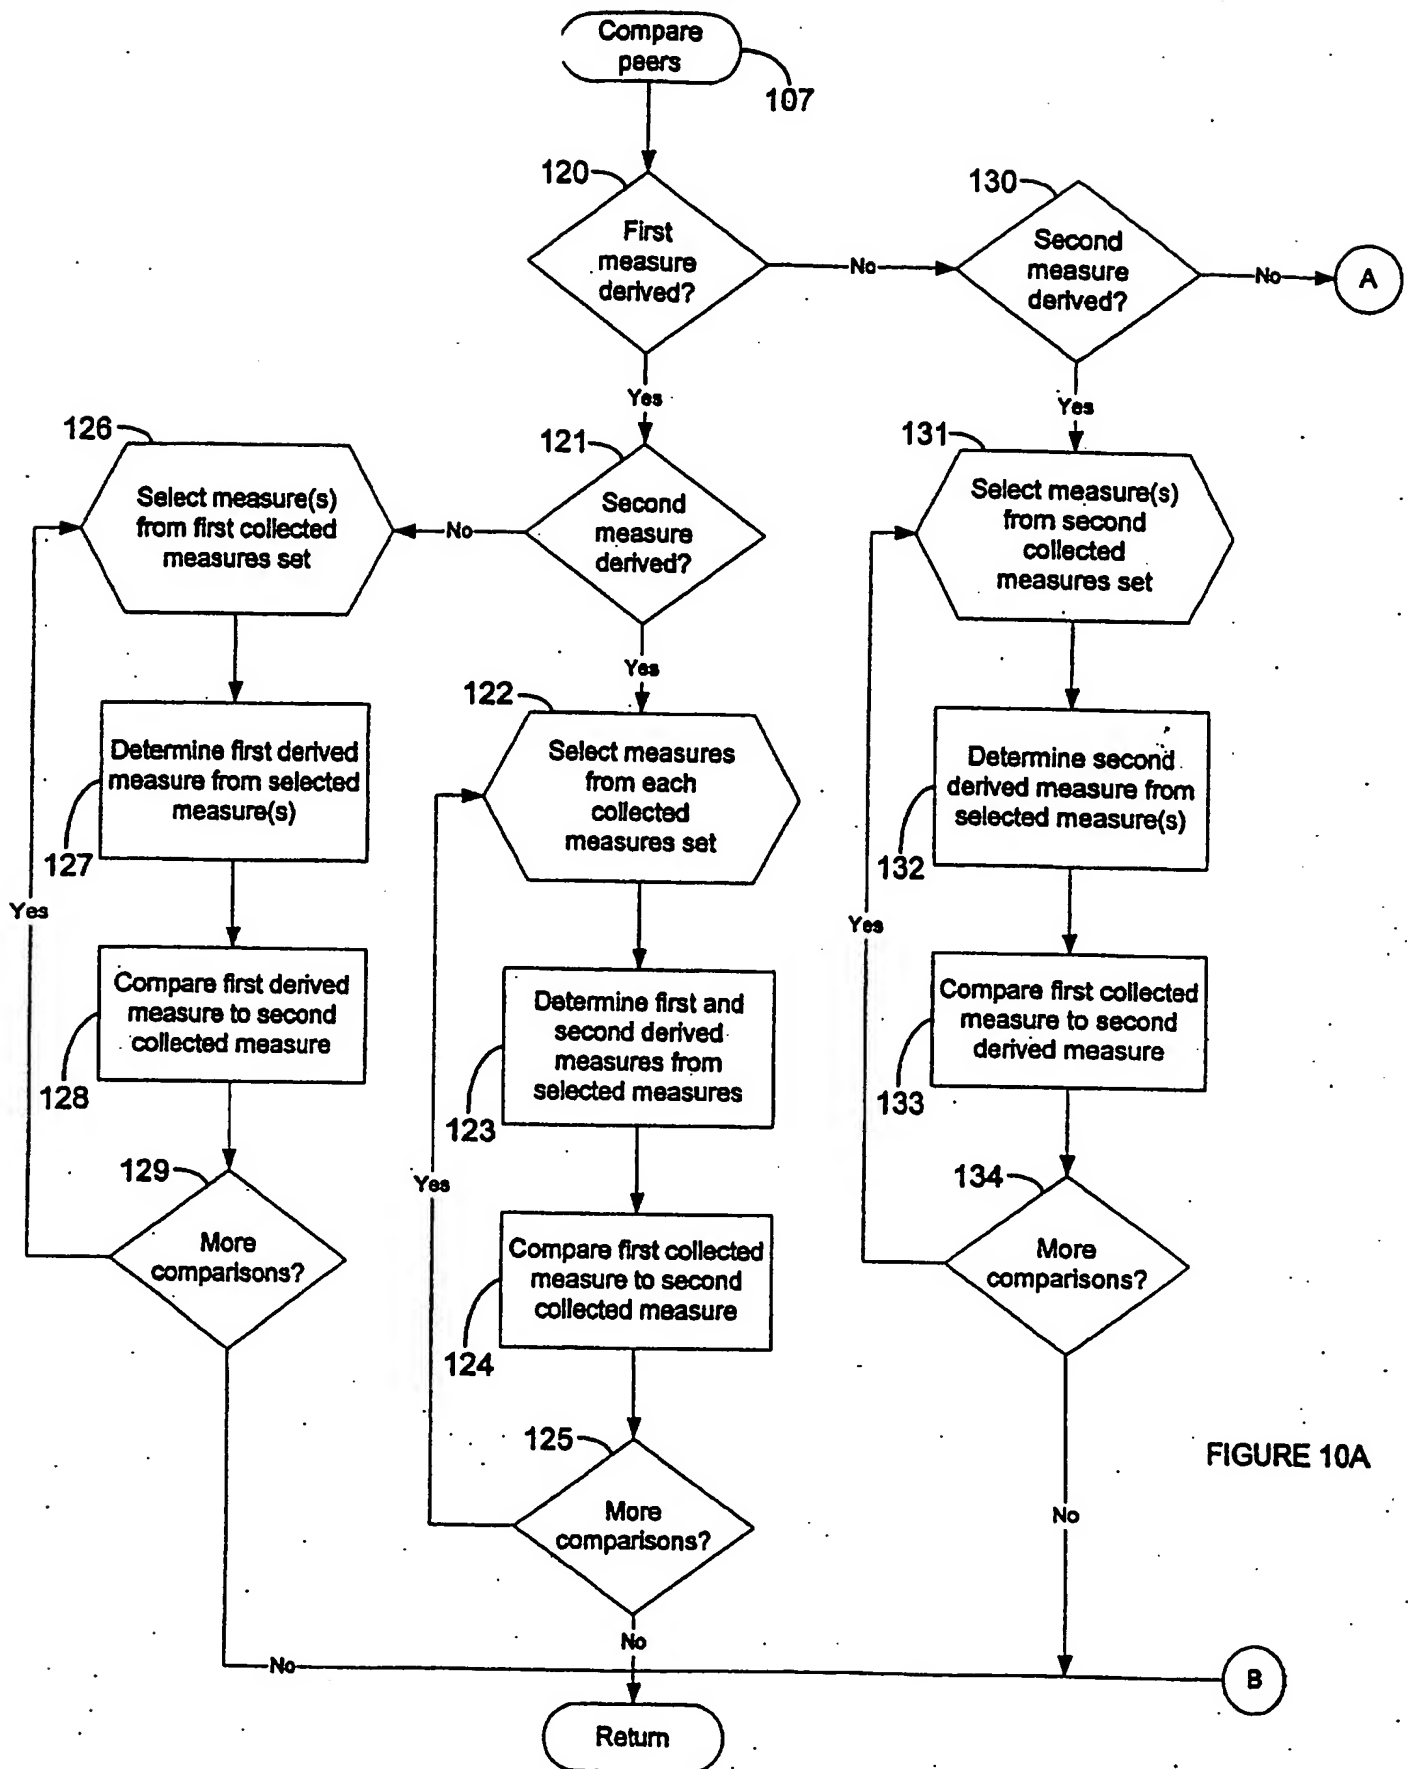 Compare
peers
107
120
First
measure
derived?
No
130
Second
measure
derived?
No
A
Yes
Yes
126
Select measure(s)
from first collected
measures set
No
121
Second
measure
derived?
131
Select measure(s)
from second
collected
measures set
Yes
122
Select measures
from each
collected
measures set
Determine first derived
measure from selected
measure(s)
127
Determine second
derived measure from
selected measure(s)
132
Yes
Yes
Compare first derived
measure to second
collected measure
128
Determine first and
second derived
measures from
selected measures
123
Compare first collected
measure to second
derived measure
133
129
More
comparisons?
Yes
134
More
comparisons?
Compare first collected
measure to second
collected measure
124
125
More
comparisons?
FIGURE 10A
No
No
No
B
Return